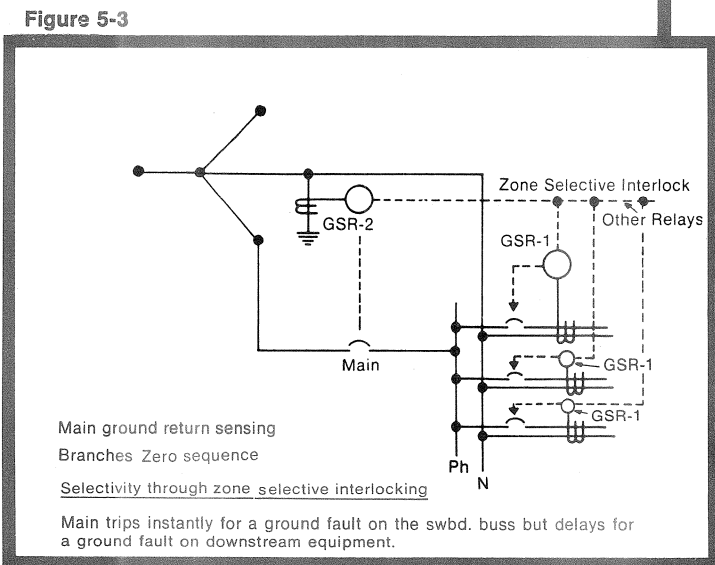 Figure 5-3
Zone Selective Interlock
Other Relays
GSR-2
GSR-1
Main
GSR-1
GSR-1
Main ground return sensing
Branches Zero sequence
Ph
N
Selectivity through zone selective interlocking
Main trips instantly for a ground fault on the swbd. buss but delays for
a ground fault on downstream equipment.